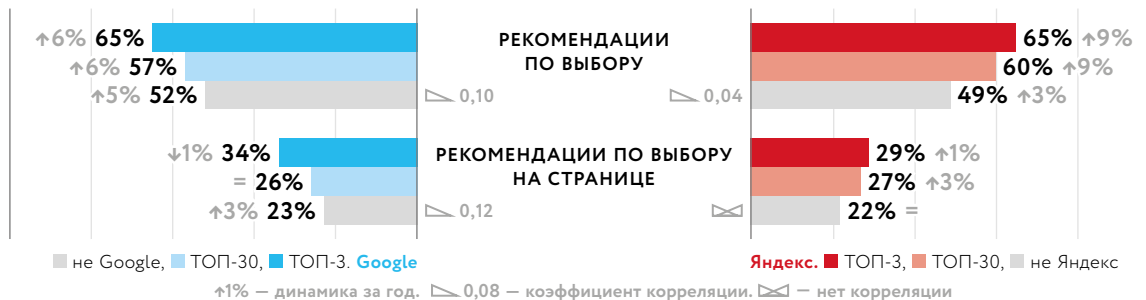 ↑6% 65%
↑6% 57%
↑5% 52%
0,10
РЕКОМЕНДАЦИИ
ПО ВЫБОРУ
0,04
65% ↑9%
60% ↑9%
49% ↑3%
↓1% 34%
= 26%
↑3% 23%
0,12
РЕКОМЕНДАЦИИ ПО ВЫБОРУ
НА СТРАНИЦЕ
29% ↑1%
27% ↑3%
22% =
не Google, ТОП-30, ТОП-3. Google
Яндекс. ТОП-3, ТОП-30, не Яндекс
↑1% — динамика за год. 0,08 — коэффициент корреляции. — нет корреляции